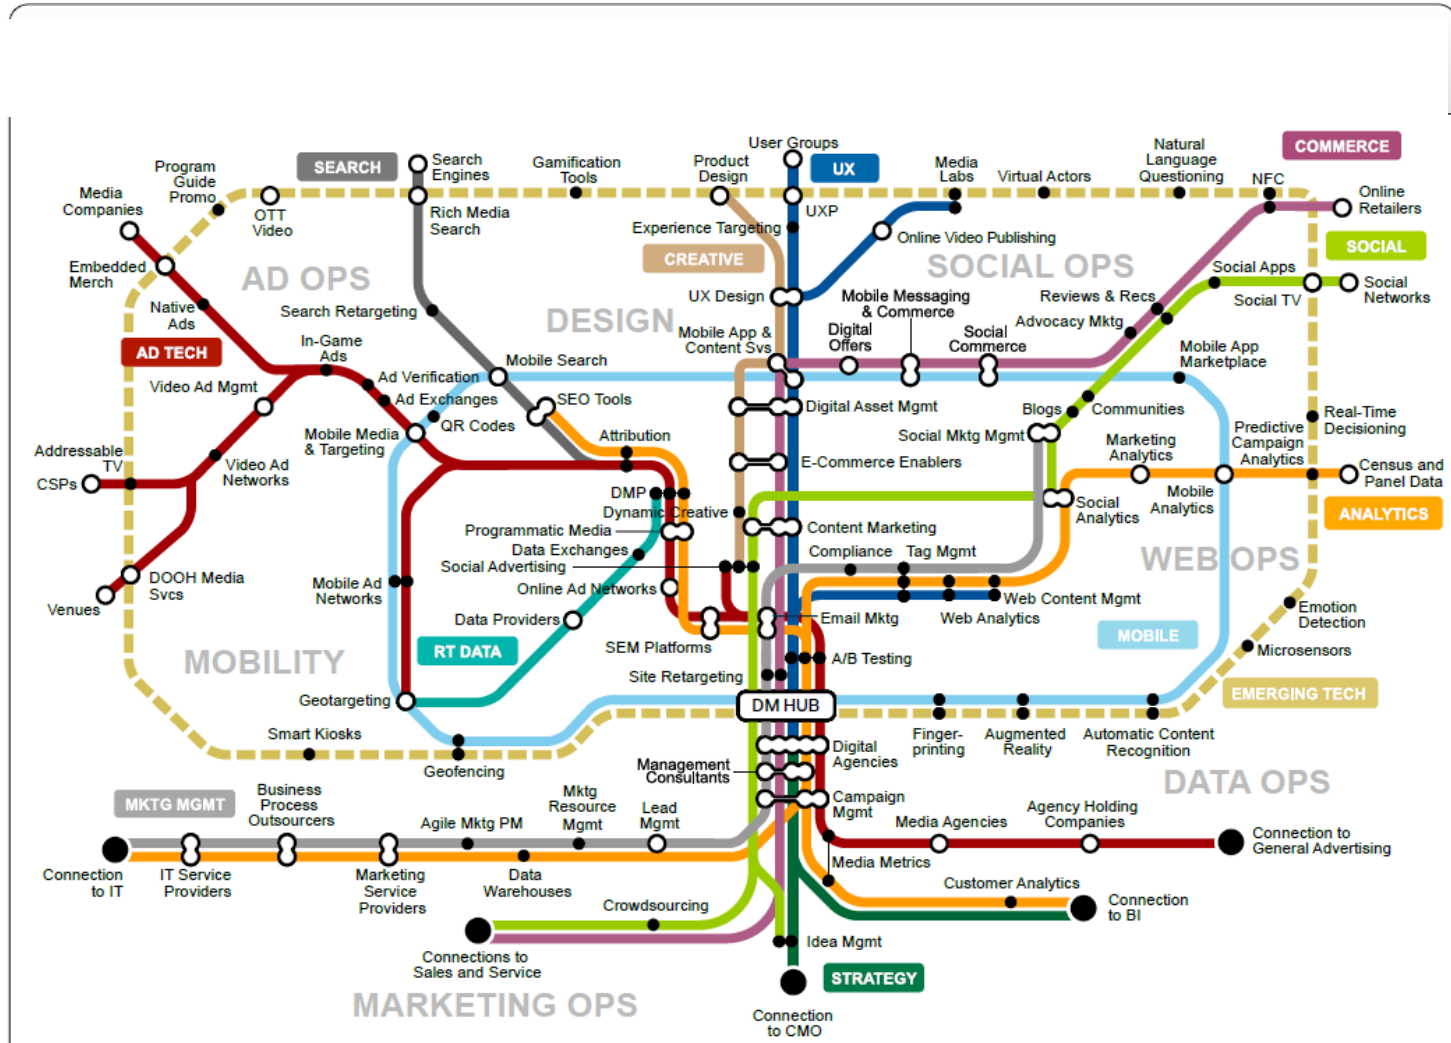 User Groups
COMMERCE
SEARCH
Search
Engines
Gamification
Tools
Product
Design
UX
Media
Labs
Virtual Actors
Natural
Language
Questioning
NFC
Program
Guide
Promo
Media
Companies
OTT
Video
Rich Media
Search
UXP
Online
Retailers
Experience Targeting
Online Video Publishing
SOCIAL
CREATIVE
Embedded
Merch
AD OPS
SOCIAL OPS
Social Apps
Social TV
Social
Networks
Native
Ads
Search Retargeting
UX Design
Mobile Messaging
& Commerce
Reviews & Recs
Advocacy Mktg
DESIGN
AD TECH
In-Game
Ads
Mobile App &
Content Svs
Digital
Offers
Social
Commerce
Mobile App
Marketplace
Mobile Search
Video Ad Mgmt
Ad Verification
Ad Exchanges
QR Codes
SEO Tools
Digital Asset Mgmt
Blogs
Communities
Real-Time
Decisioning
Mobile Media
& Targeting
Attribution
Social Mktg Mgmt
Marketing
Analytics
Predictive
Campaign
Analytics
Addressable
TV
CSPs
Video Ad
Networks
E-Commerce Enablers
Census and
Panel Data
DMP
Dynamic Creative
Social
Analytics
Mobile
Analytics
ANALYTICS
Programmatic Media
Content Marketing
Data Exchanges
Social Advertising
Compliance
Tag Mgmt
WEB OPS
DOOH Media
Svcs
Venues
Mobile Ad
Networks
Online Ad Networks
Web Content Mgmt
Emotion
Detection
Data Providers
Email Mktg
Web Analytics
MOBILE
RT DATA
SEM Platforms
A/B Testing
Microsensors
MOBILITY
Site Retargeting
EMERGING TECH
Geotargeting
DM HUB
Smart Kiosks
Finger-
printing
Augmented
Reality
Automatic Content
Recognition
Geofencing
Digital
Agencies
Management
Consultants
DATA OPS
MKTG MGMT
Business
Process
Outsourcers
Agile Mktg PM
Mktg
Resource
Mgmt
Lead
Mgmt
Campaign
Mgmt
Media Agencies
Agency Holding
Companies
Connection to
General Advertising
Connection
to IT
IT Service
Providers
Marketing
Service
Providers
Data
Warehouses
Media Metrics
Customer Analytics
Connection
to BI
Crowdsourcing
Idea Mgmt
Connections to
Sales and Service
STRATEGY
MARKETING OPS
Connection
to CMO